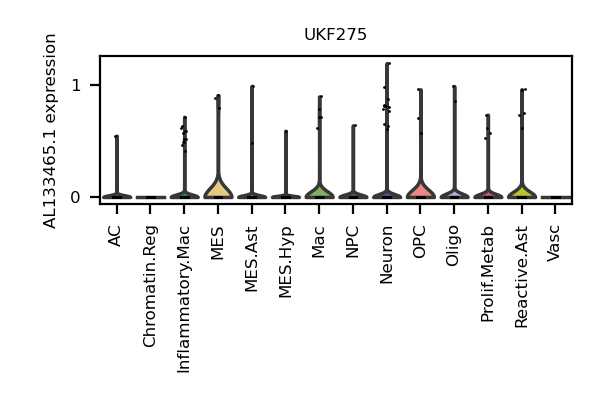 UKF275
AL133465.1 expression
1
0
AC
Chromatin.Reg
Inflammatory.Mac
MES
MES.Ast
MES.Hyp
Mac
NPC
Neuron
OPC
Oligo
Prolif.Metab
Reactive.Ast
Vasc